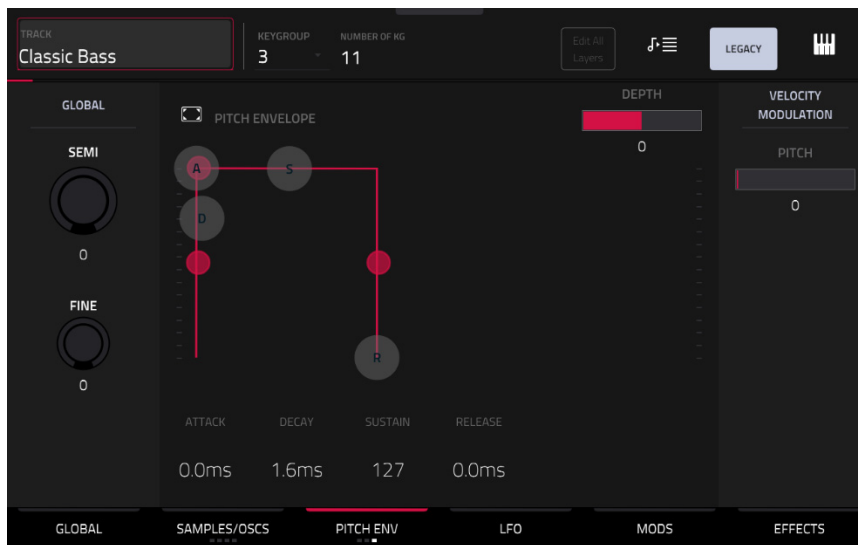 TRACK
Classic Bass
KEYGROUP
3
NUMBER OF KG
11
Edit All
Layers
LEGACY
GLOBAL
SEMI
0
FINE
0
PITCH ENVELOPE
A
S
D
R
DEPTH
0
ATTACK
DECAY
SUSTAIN
RELEASE
0.0ms
1.6ms
127
0.0ms
VELOCITY
MODULATION
PITCH
0
GLOBAL
SAMPLES/OSCS
PITCH ENV
LFO
MODS
EFFECTS